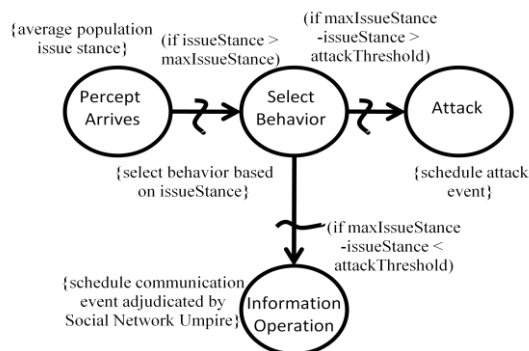 {average population
issue stance}
(if issueStance >
maxIssueStance)
(if maxIssueStance
-issueStance >
attackThreshold)
Percept
Arrives
Select
Behavior
Attack
{select behavior based
on issueStance}
{schedule attack
event}
(if maxIssueStance
-issueStance <
attackThreshold)
{schedule communication
event adjudicated by
Social Network Umpire}
Information
Operation